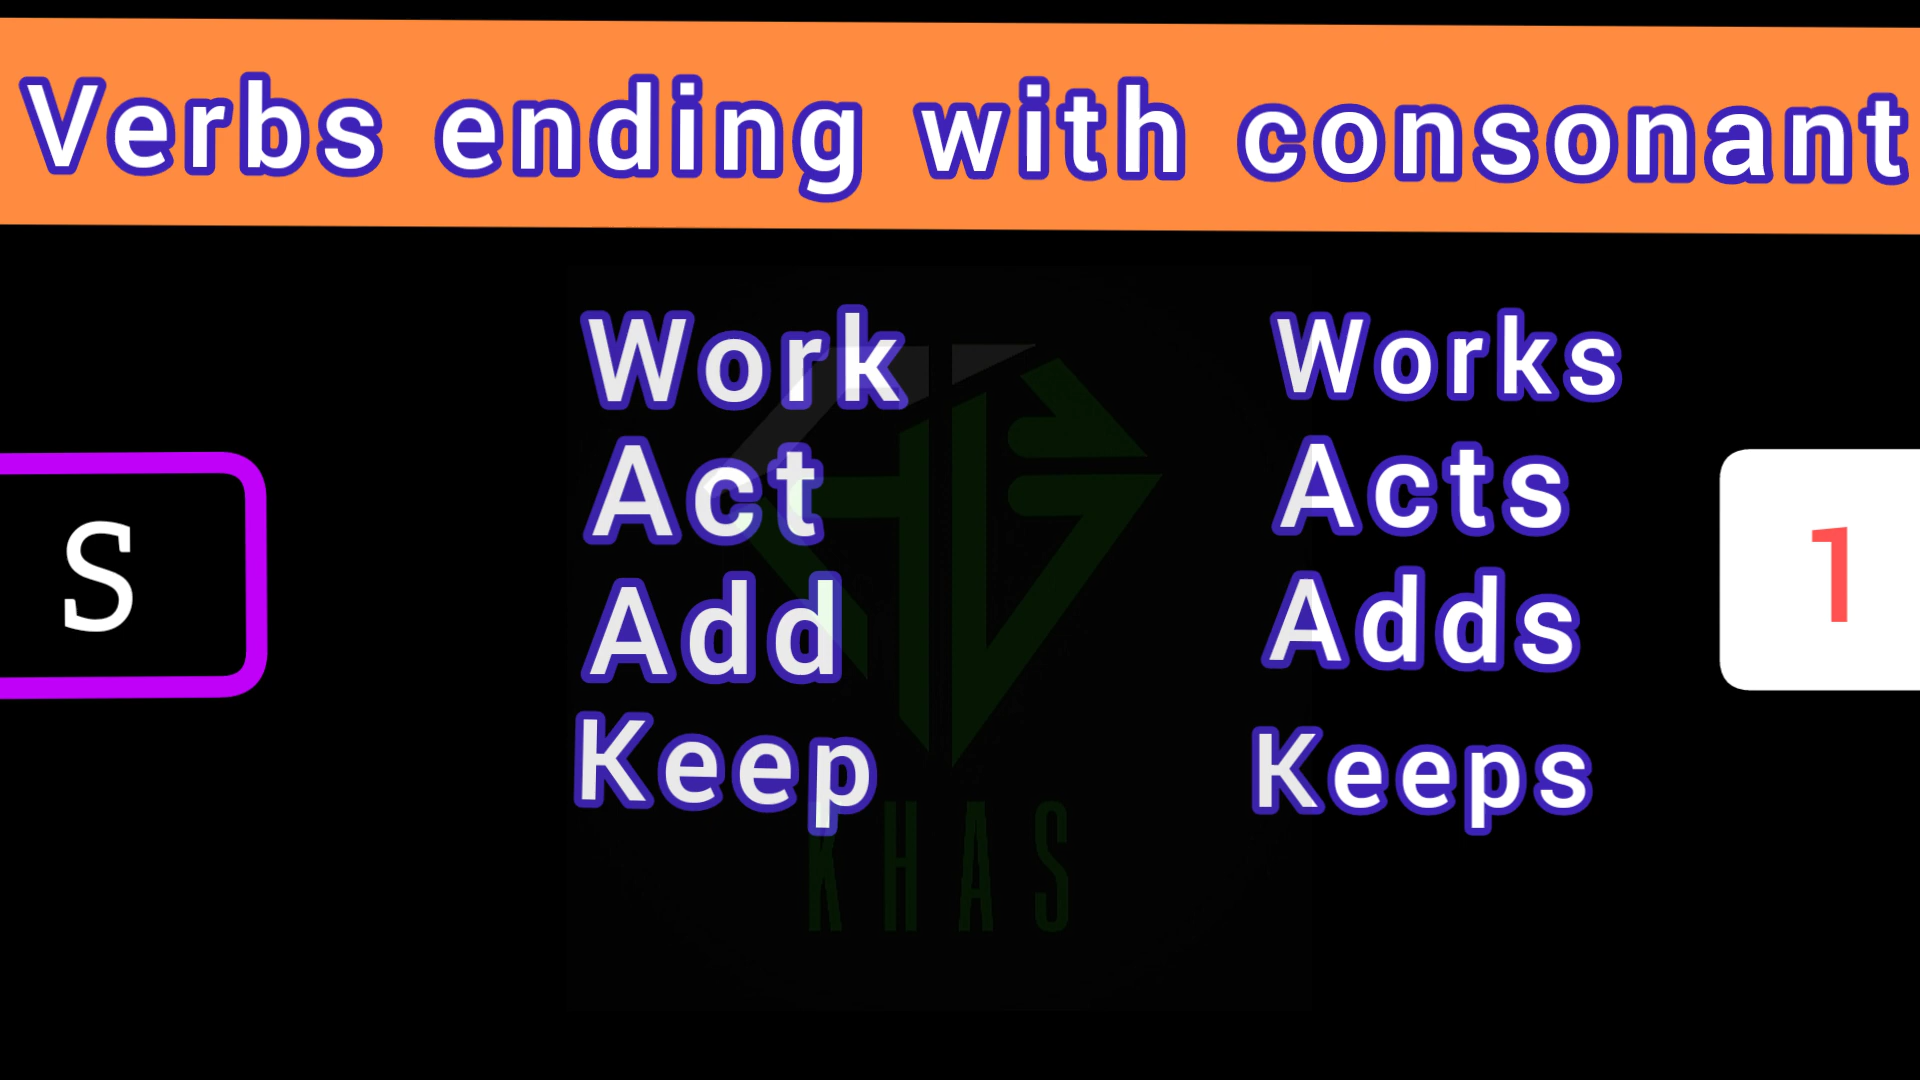 Verbs ending with consonant
Work Works
Act Acts
S Add Adds 1
Keep Keeps
KHAS